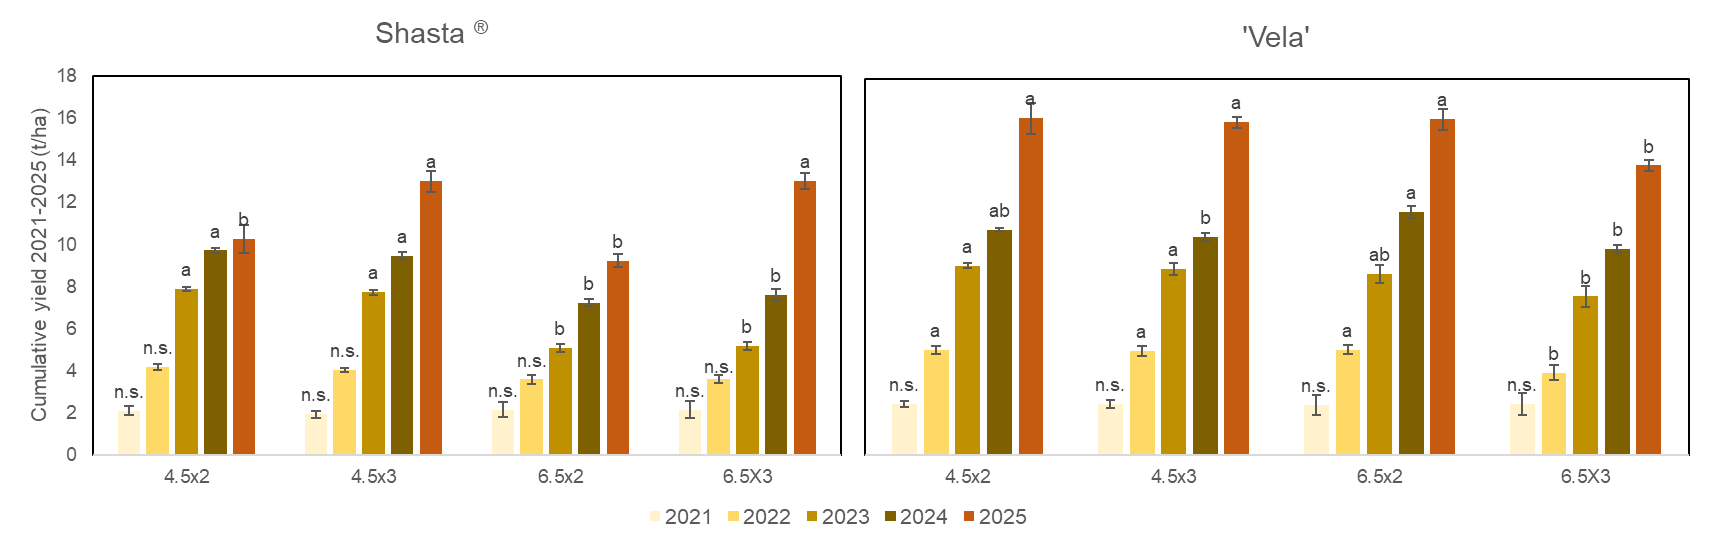 Shasta ®
'Vela'
Cumulative yield 2021-2025 (t/ha)
18
16
14
12
10
8
6
4
2
0
n.s.
n.s.
a
a
b
n.s.
n.s.
a
a
a
n.s.
n.s.
b
b
b
n.s.
n.s.
b
b
a
n.s.
a
a
ab
a
n.s.
a
a
b
a
n.s.
a
ab
a
a
n.s.
b
b
b
b
4.5x2
4.5x3
6.5x2
6.5X3
4.5x2
4.5x3
6.5x2
6.5X3
2021 2022 2023 2024 2025